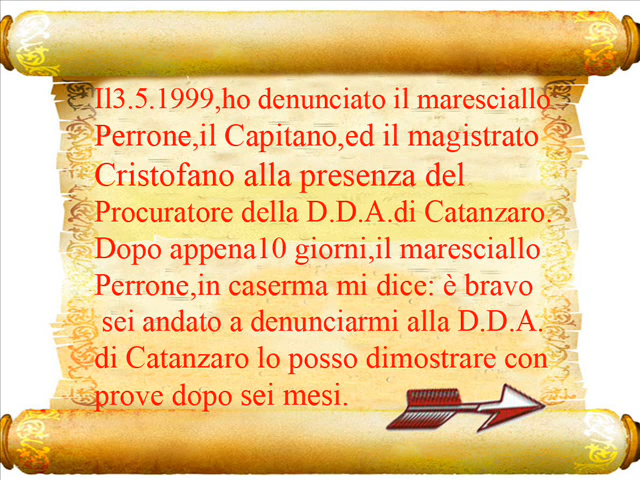 Il3.5.1999,ho denunciato il maresciallo
Perrone,il Capitano,ed il magistrato
Cristofano alla presenza del
Procuratore della D.D.A.di Catanzaro.
Dopo appena10 giorni,il maresciallo
Perrone,in caserma mi dice: è bravo
sei andato a denunciarmi alla D.D.A.
di Catanzaro lo posso dimostrare con
prove dopo sei mesi.